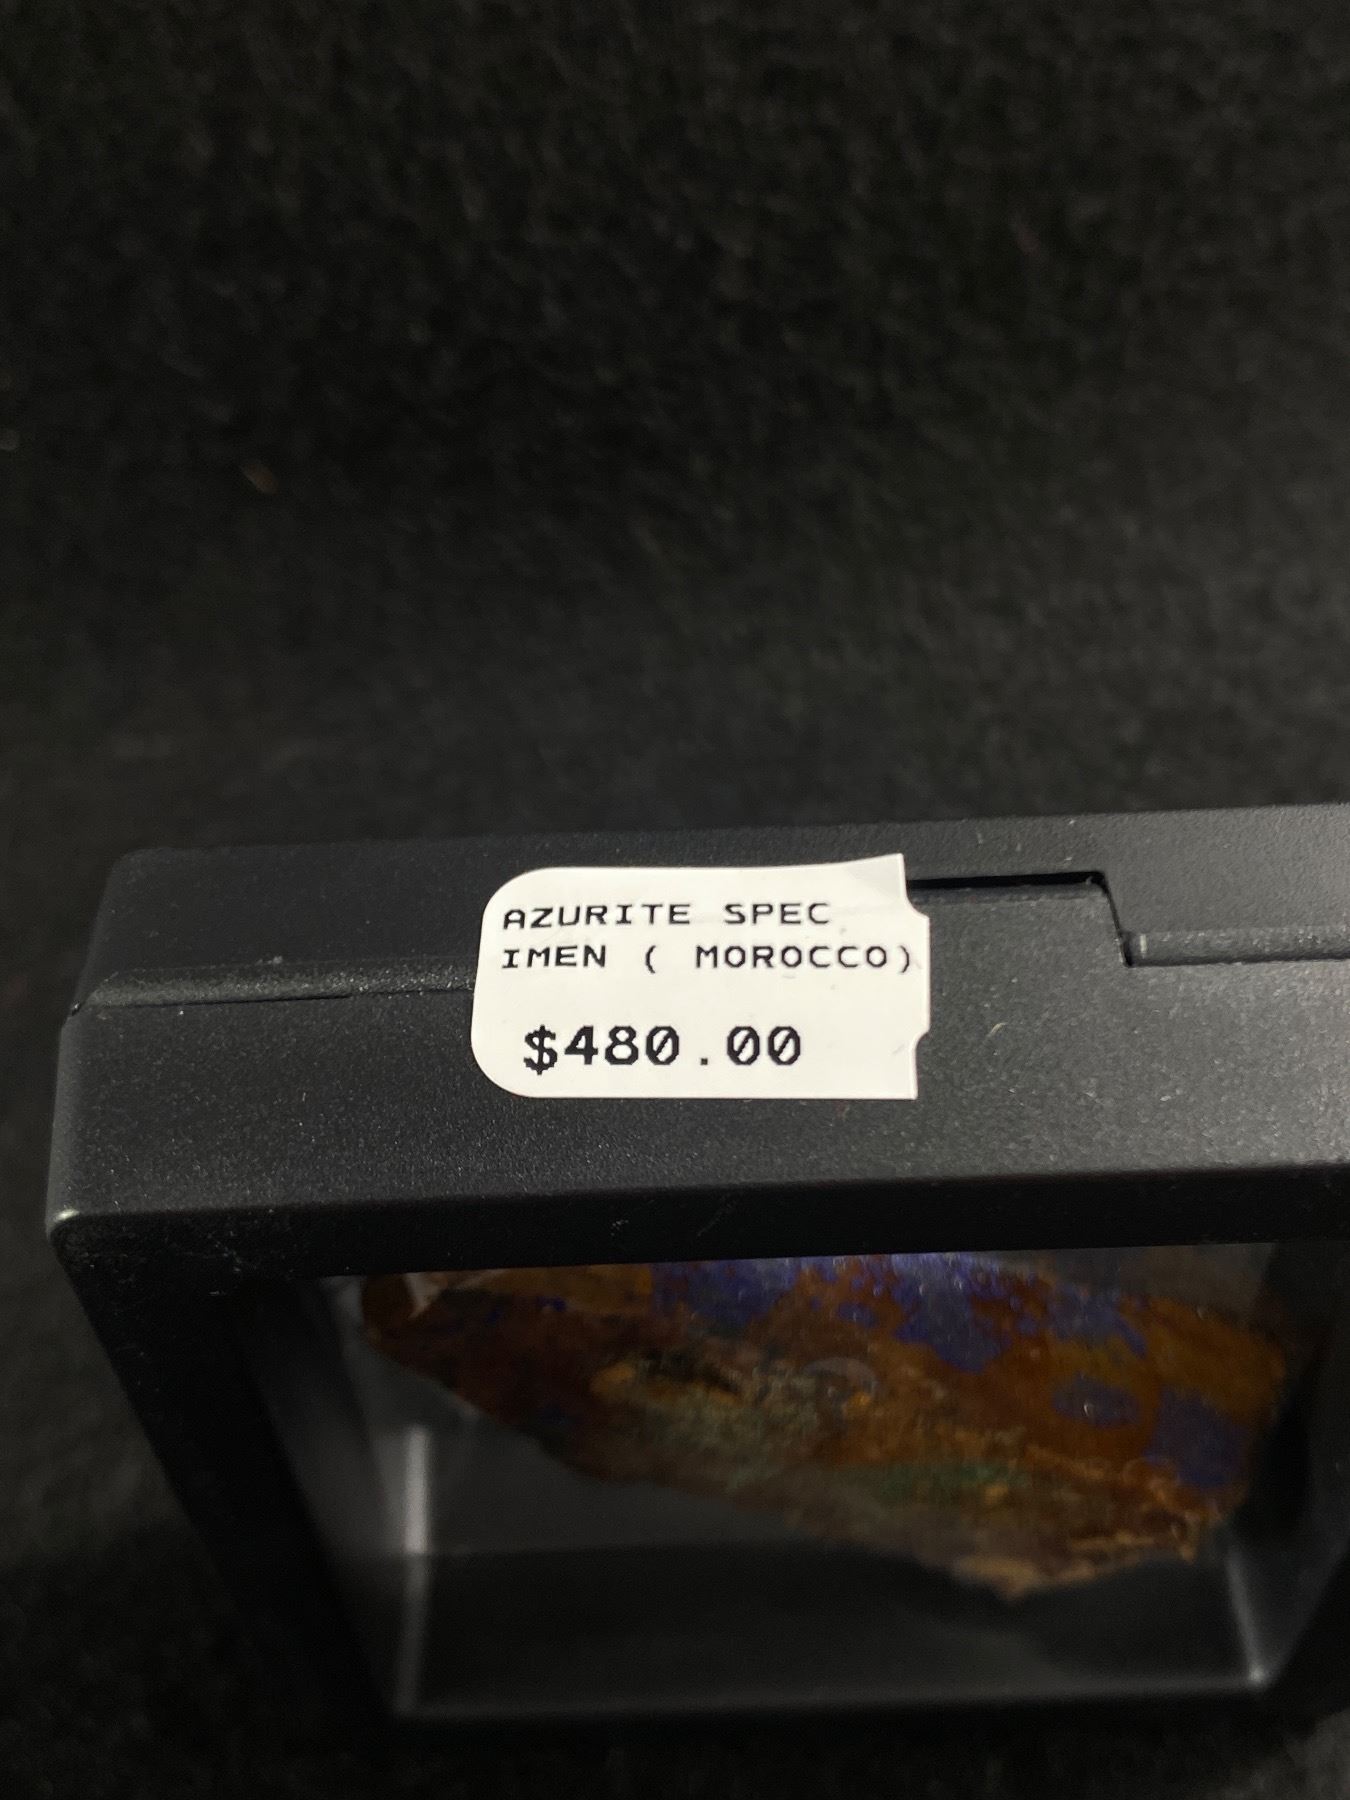 AZURITE SPEC
IMEN ( MOROCCO)
$480.00